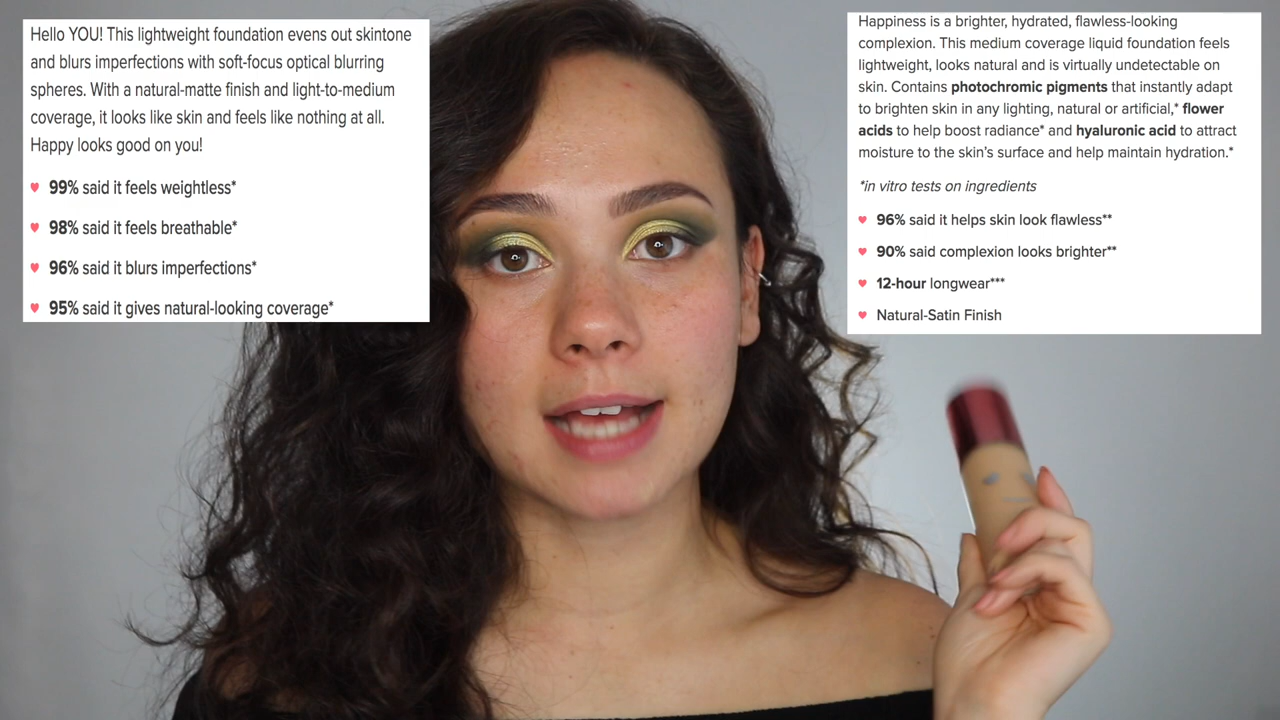 Hello YOU! This lightweight foundation evens out skintone
and blurs imperfections with soft-focus optical blurring
spheres. With a natural-matte finish and light-to-medium
coverage, it looks like skin and feels like nothing at all.
Happy looks good on you!
99% said it feels weightless*
98% said it feels breathable*
96% said it blurs imperfections*
95% said it gives natural-looking coverage*
Happiness is a brighter, hydrated, flawless-looking
complexion. This medium coverage liquid foundation feels
lightweight, looks natural and is virtually undetectable on
skin. Contains photochromic pigments that instantly adapt
to brighten skin in any lighting, natural or artificial,* flower
acids to help boost radiance* and hyaluronic acid to attract
moisture to the skin's surface and help maintain hydration.*
*in vitro tests on ingredients
96% said it helps skin look flawless**
90% said complexion looks brighter**
12-hour longwear***
Natural-Satin Finish